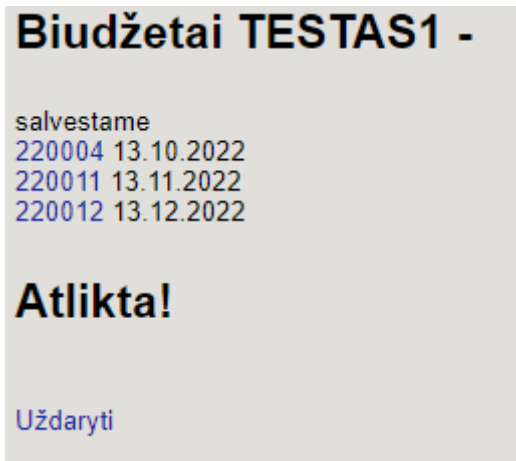 Biudžetai TESTAS1 -
salvestame
220004 13.10.2022
220011 13.11.2022
220012 13.12.2022
Atlikta!
Uždaryti